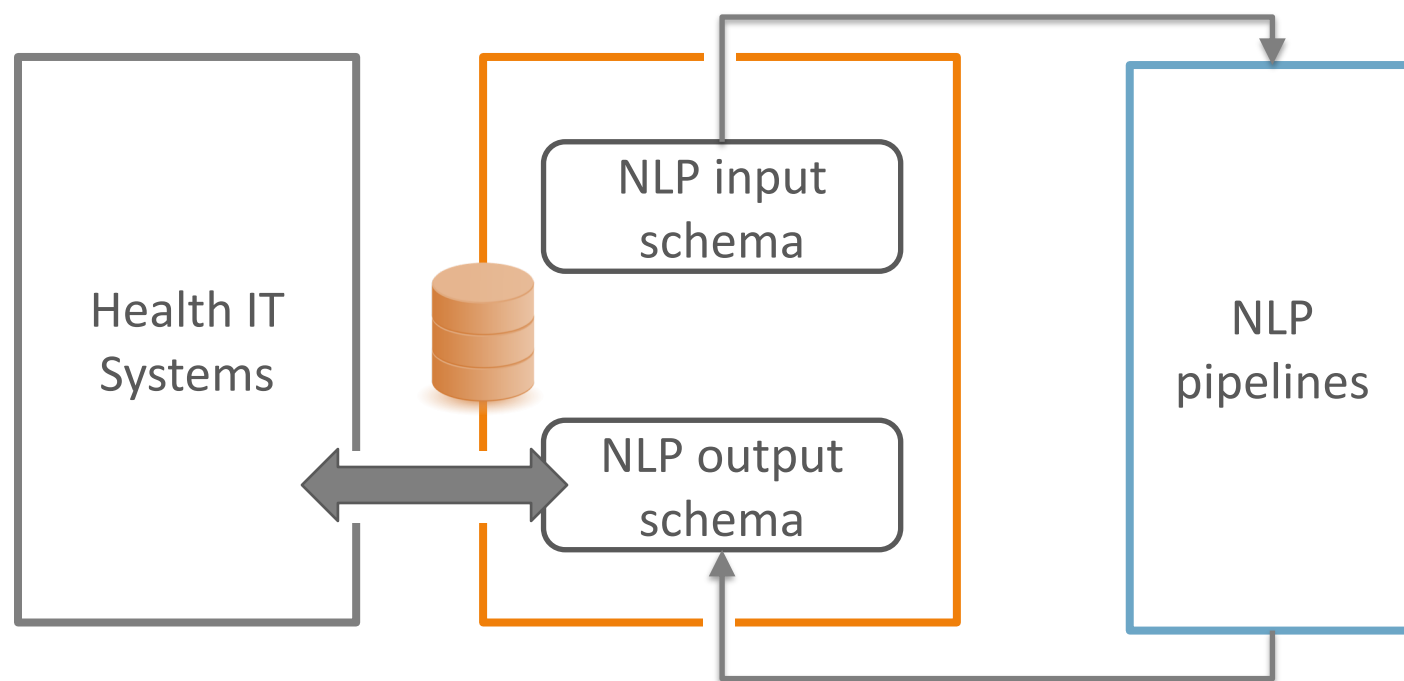 Health IT
Systems
NLP input
schema
NLP output
schema
NLP
pipelines